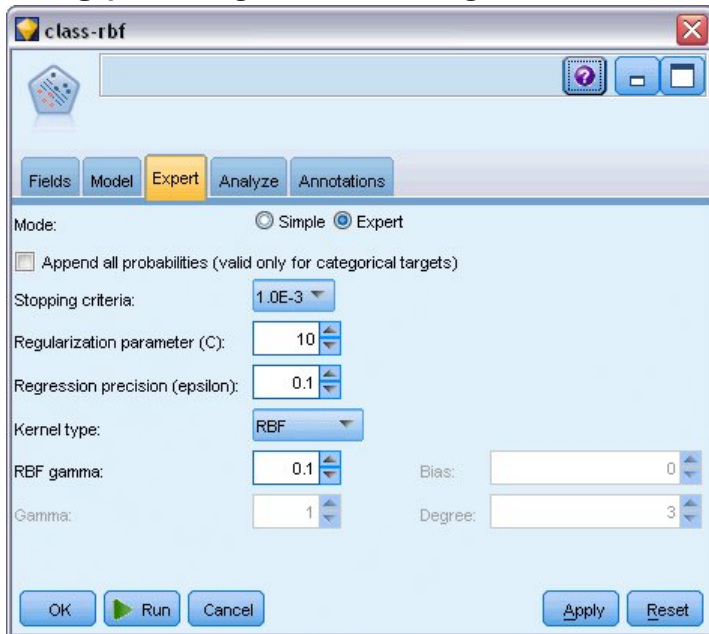 class-rbf
Fields Model Expert Analyze Annotations
Mode: Simple Expert
Append all probabilities (valid only for categorical targets)
Stopping criteria: 1.0E-3
Regularization parameter (C): 10
Regression precision (epsilon): 0.1
Kernel type: RBF
RBF gamma: 0.1 Bias: 0
Gamma: 1 Degree: 3
OK Run Cancel Apply Reset